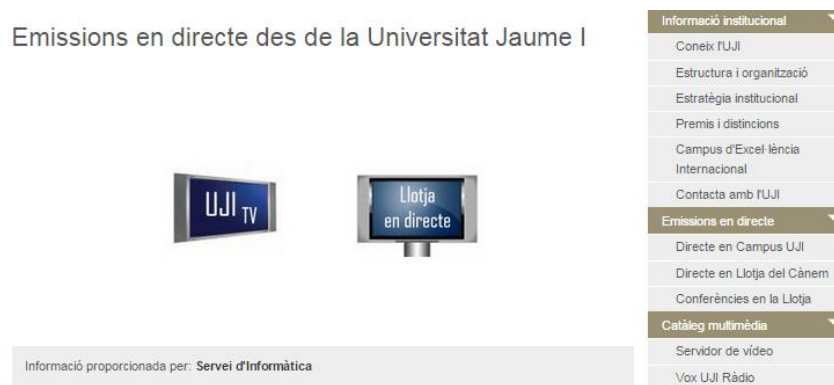 Emissions en directe des de la Universitat Jaume I
UJI TV
Llotja
en directe
Informació proporcionada per: Servei d'Informàtica
Informació institucional
Coneix l'UJI
Estructura i organització
Estratègia institucional
Premis i distincions
Campus d'Excel·lència
Internacional
Contacta amb l'UJI
Emissions en directe
Directe en Campus UJI
Directe en Llotja del Cànem
Conferències en la Llotja
Catàleg multimèdia
Servidor de vídeo
Vox UJI Ràdio